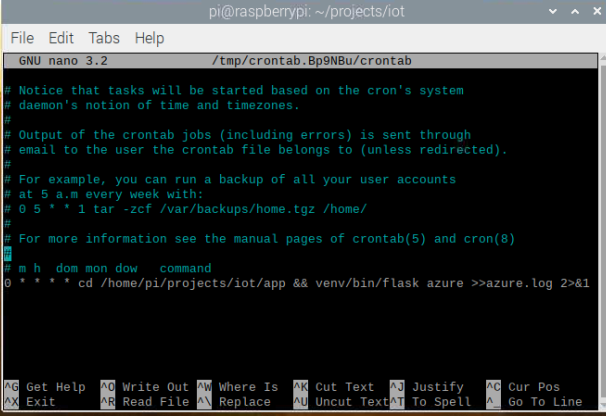 pi@raspberrypi: ~/projects/iot
File Edit Tabs Help
GNU nano 3.2 /tmp/crontab.Bp9NBu/crontab
# Notice that tasks will be started based on the cron's system
# daemon's notion of time and timezones.
#
# Output of the crontab jobs (including errors) is sent through
# email to the user the crontab file belongs to (unless redirected).
#
# For example, you can run a backup of all your user accounts
# at 5 a.m every week with:
# 0 5 * * 1 tar -zcf /var/backups/home.tgz /home/
#
# For more information see the manual pages of crontab(5) and cron(8)
#
# m h  dom mon dow   command
0 * * * * cd /home/pi/projects/iot/app && venv/bin/flask azure >>azure.log 2>&1
^G Get Help ^O Write Out ^W Where Is ^K Cut Text ^J Justify ^C Cur Pos
^X Exit ^R Read File ^\ Replace ^U Uncut Text ^T To Spell ^_ Go To Line